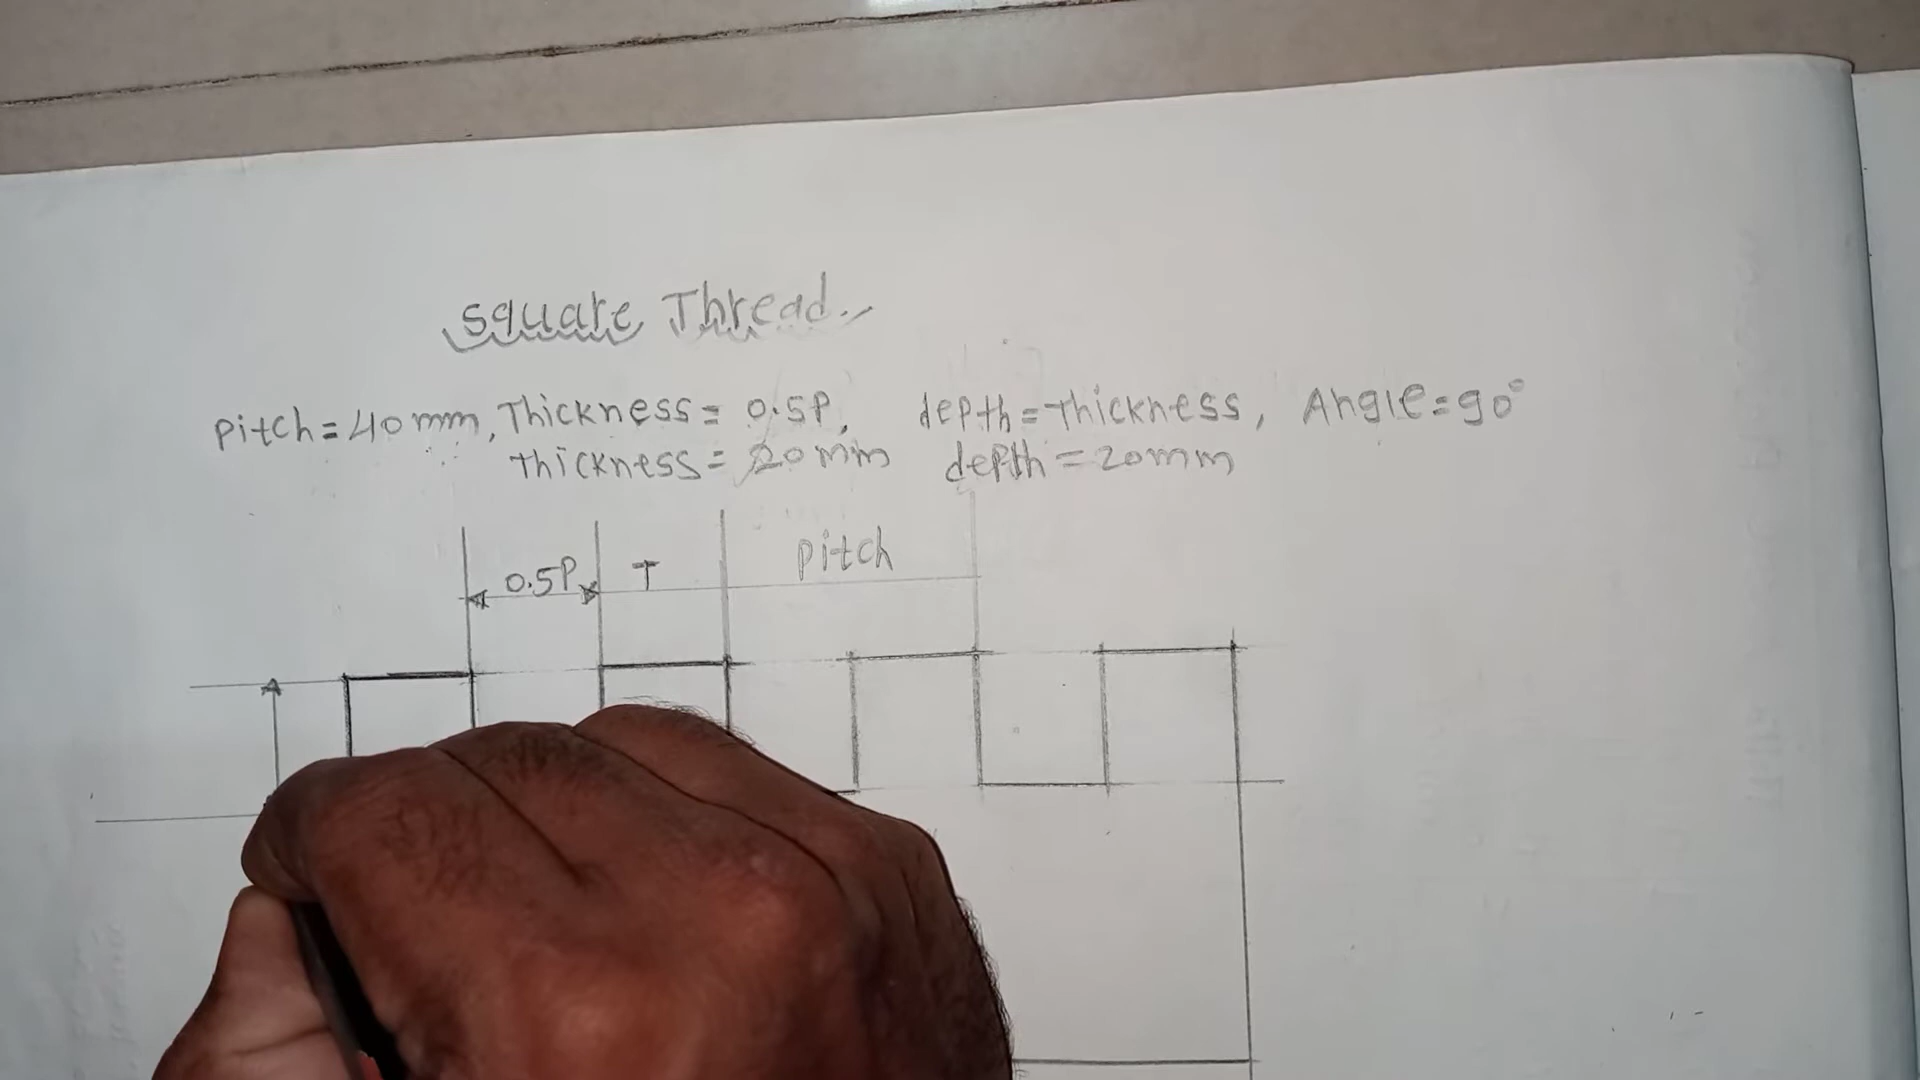 square Thread
Pitch=40mm, Thickness= 0.5P, depth=Thickness, Angle=90°
Thickness= 20mm depth=20mm
0.5P T Pitch